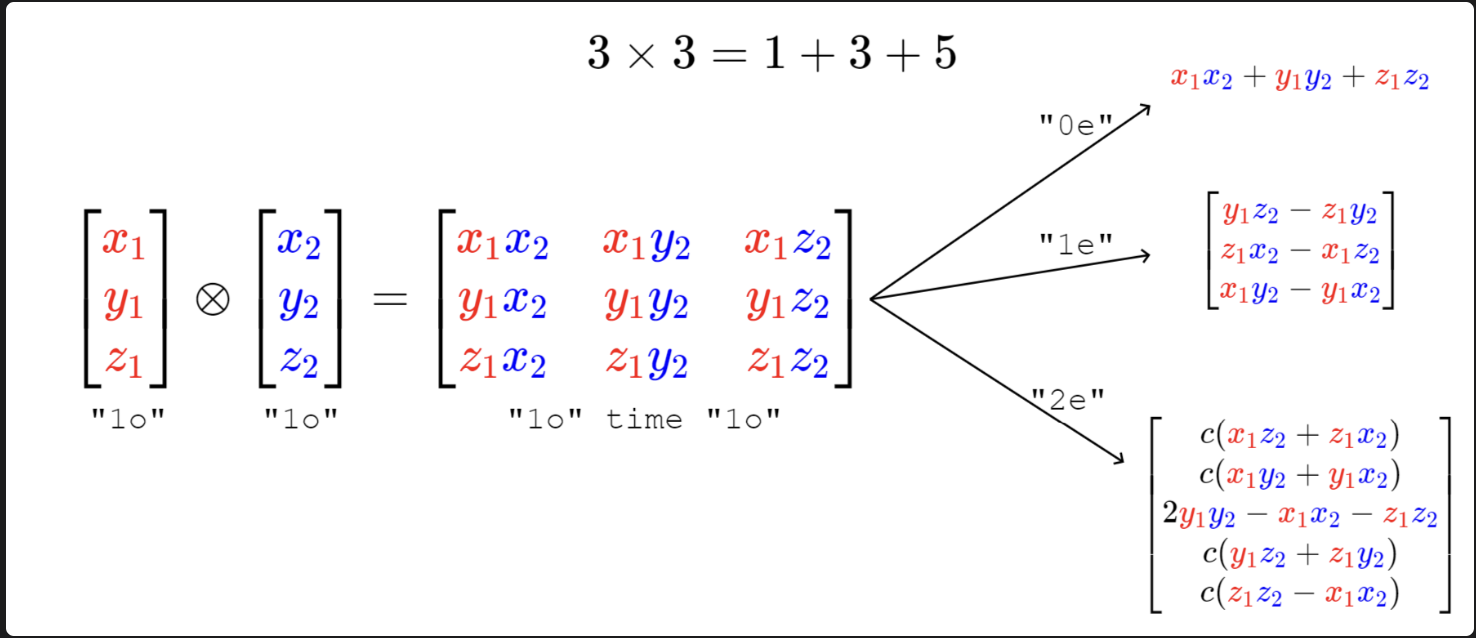 3 × 3 = 1 + 3 + 5
[x₁ y₁ z₁] ⊗ [x₂ y₂ z₂] =
x₁x₂ x₁y₂ x₁z₂
y₁x₂ y₁y₂ y₁z₂
z₁x₂ z₁y₂ z₁z₂
"1o" "1o" "1o" time "1o"
"0e"
x₁x₂ + y₁y₂ + z₁z₂
"1e"
y₁z₂ − z₁y₂
z₁x₂ − x₁z₂
x₁y₂ − y₁x₂
"2e"
c(x₁z₂ + z₁x₂)
c(x₁y₂ + y₁x₂)
2y₁y₂ − x₁x₂ − z₁z₂
c(y₁z₂ + z₁y₂)
c(z₁z₂ − x₁x₂)